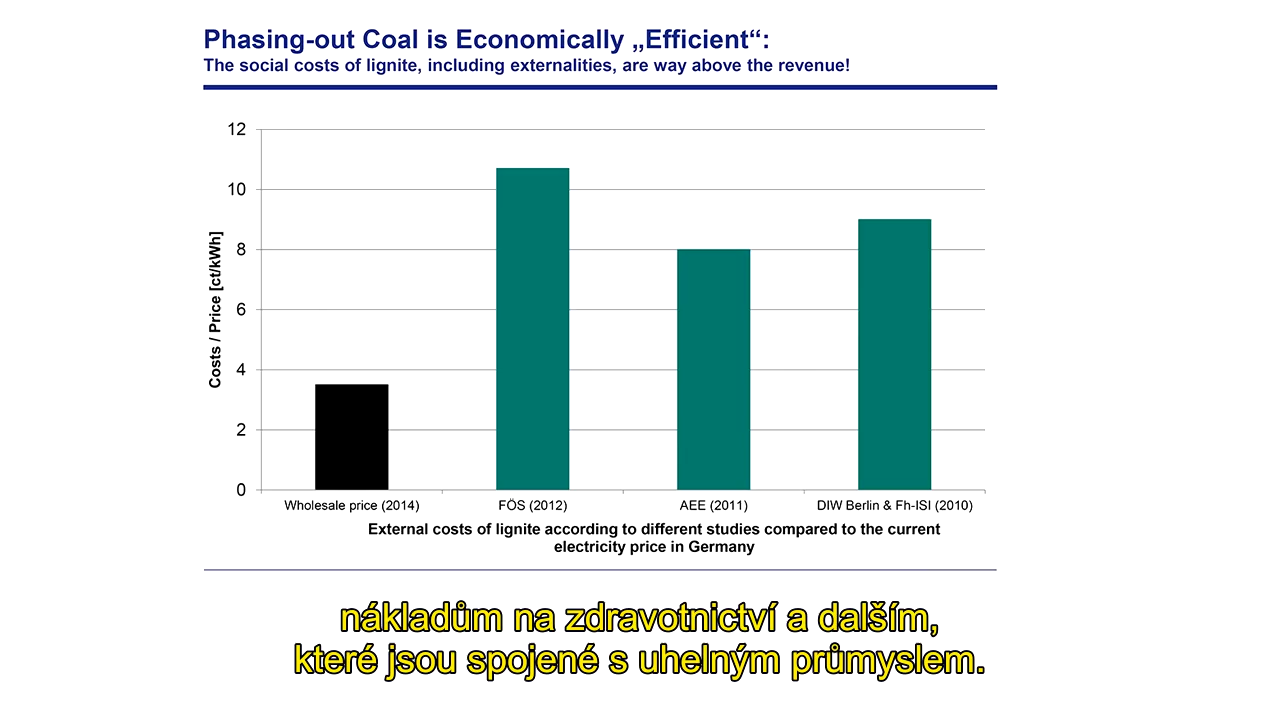 Phasing-out Coal is Economically „Efficient“:
The social costs of lignite, including externalities, are way above the revenue!
12
10
8
6
4
2
0
Costs / Price [ct/kWh]
Wholesale price (2014)
FÖS (2012)
AEE (2011)
DIW Berlin & Fh-ISI (2010)
External costs of lignite according to different studies compared to the current
electricity price in Germany
nákladům na zdravotnictví a dalším,
které jsou spojené s uhelným průmyslem.